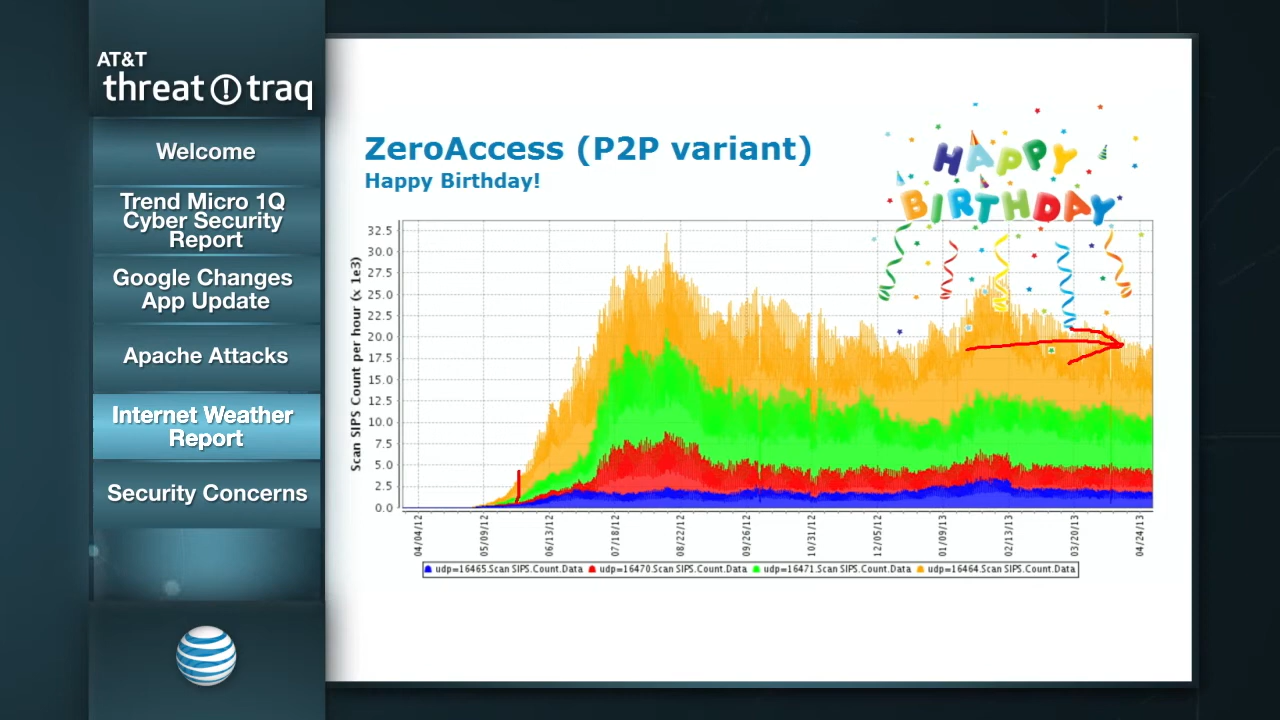 AT&T
threat traq
Welcome
Trend Micro 1Q
Cyber Security
Report
Google Changes
App Update
Apache Attacks
Internet Weather
Report
Security Concerns
ZeroAccess (P2P variant)
Happy Birthday!
HAPPY
BIRTHDAY
Scan SIPS Count per hour (x 1e3)
32.5
30.0
27.5
25.0
22.5
20.0
17.5
15.0
12.5
10.0
7.5
5.0
2.5
0.0
04/04/12
05/09/12
06/13/12
07/18/12
08/22/12
09/26/12
10/31/12
12/05/12
01/09/13
02/13/13
03/20/13
04/24/13
udp=16465.Scan SIPS.Count.Data udp=16470.Scan SIPS.Count.Data udp=16471.Scan SIPS.Count.Data udp=16464.Scan SIPS.Count.Data